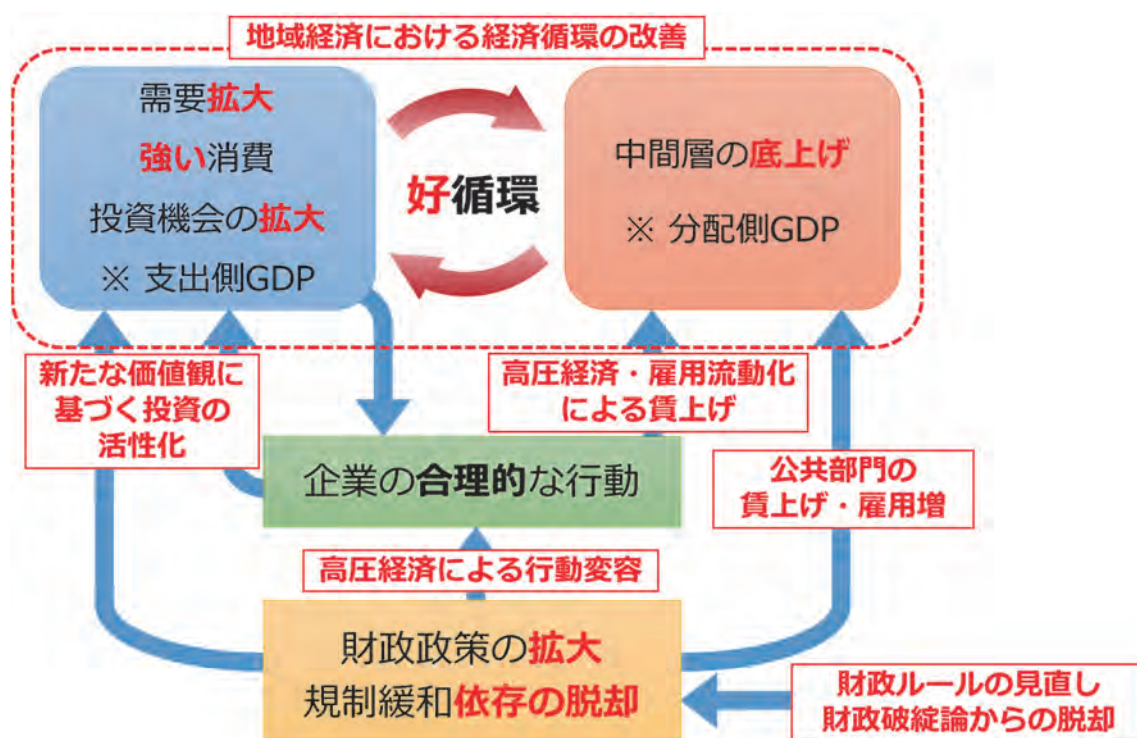 地域経済における経済循環の改善
需要拡大
強い消費
投資機会の拡大
※ 支出側GDP
好循環
中間層の底上げ
※ 分配側GDP
新たな価値観に
基づく投資の
活性化
高圧経済・雇用流動化
による賃上げ
企業の合理的な行動
公共部門の
賃上げ・雇用増
高圧経済による行動変容
財政政策の拡大
規制緩和依存の脱却
財政ルールの見直し
財政破綻論からの脱却